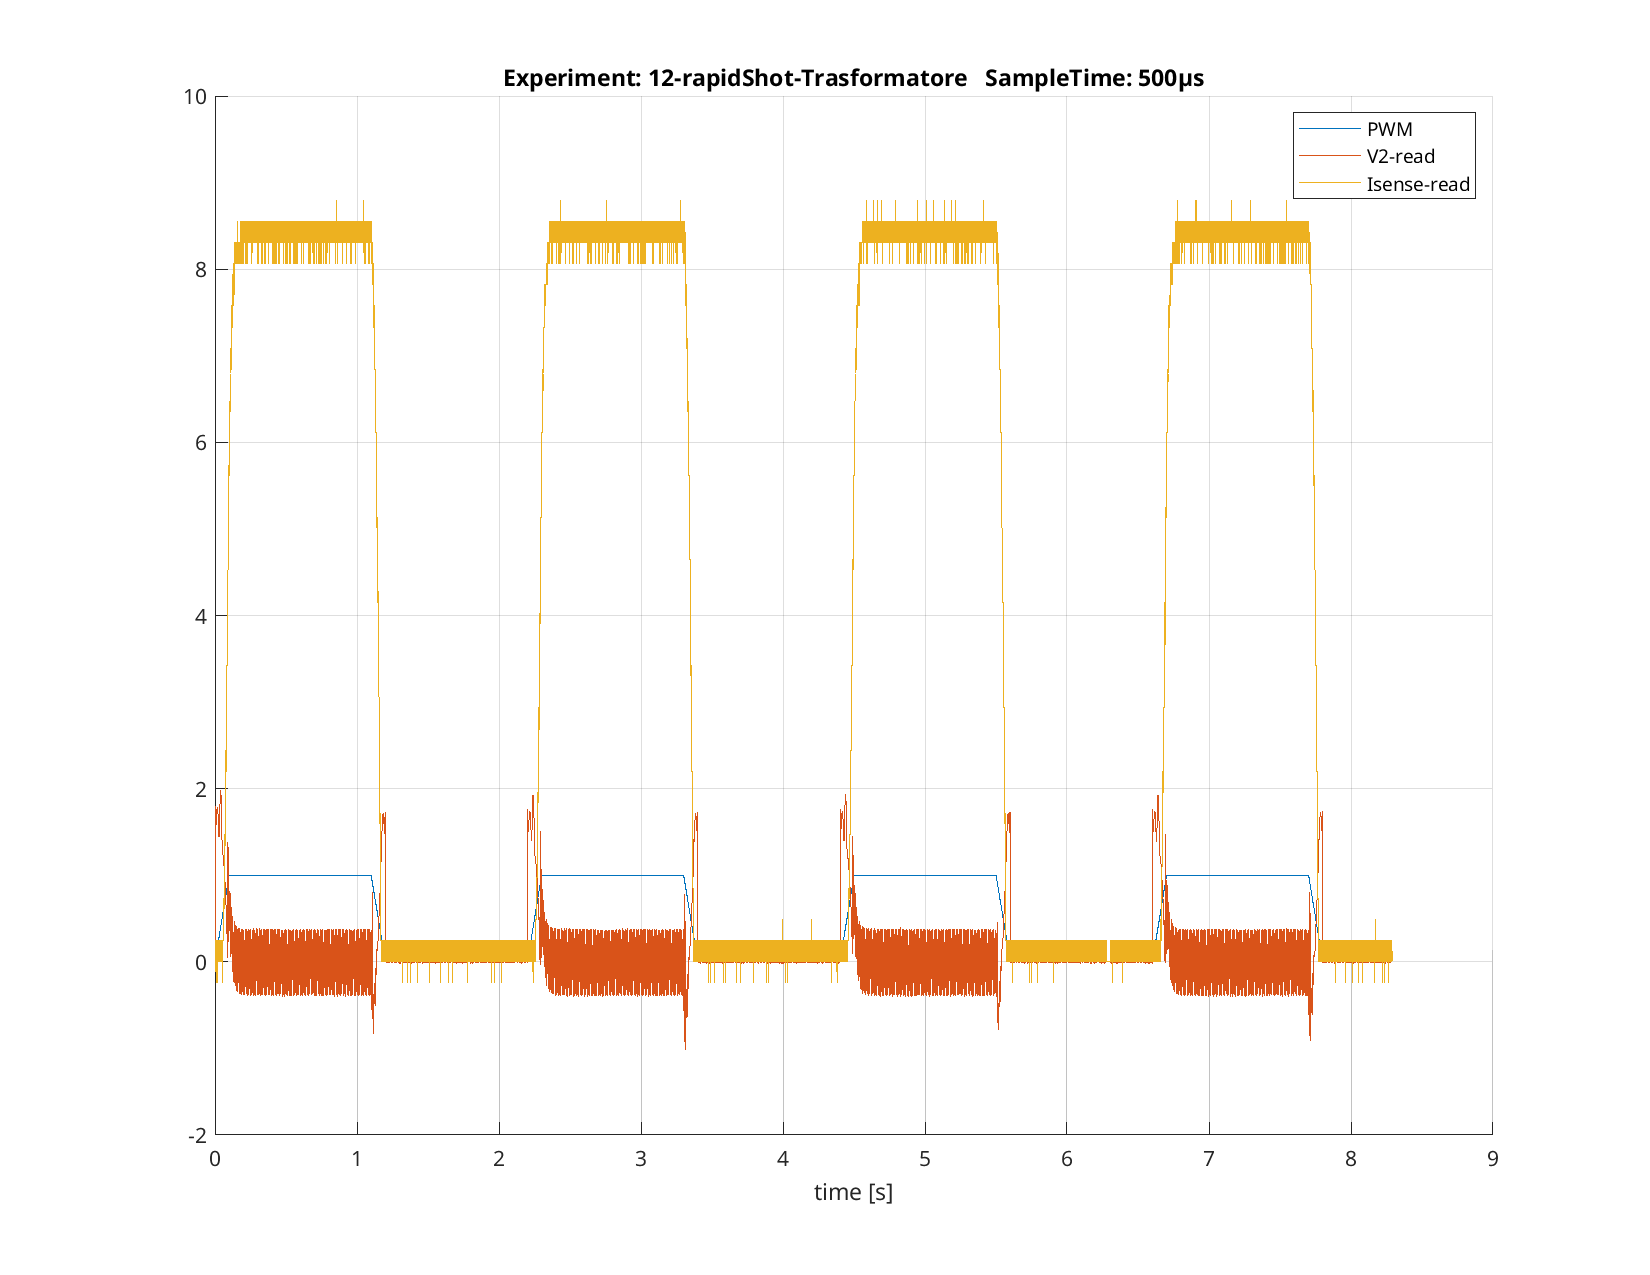 Experiment: 12-rapidShot-Trasformatore   SampleTime: 500µs
PWM
V2-read
Isense-read
10
8
6
4
2
0
-2
0 1 2 3 4 5 6 7 8 9
time [s]